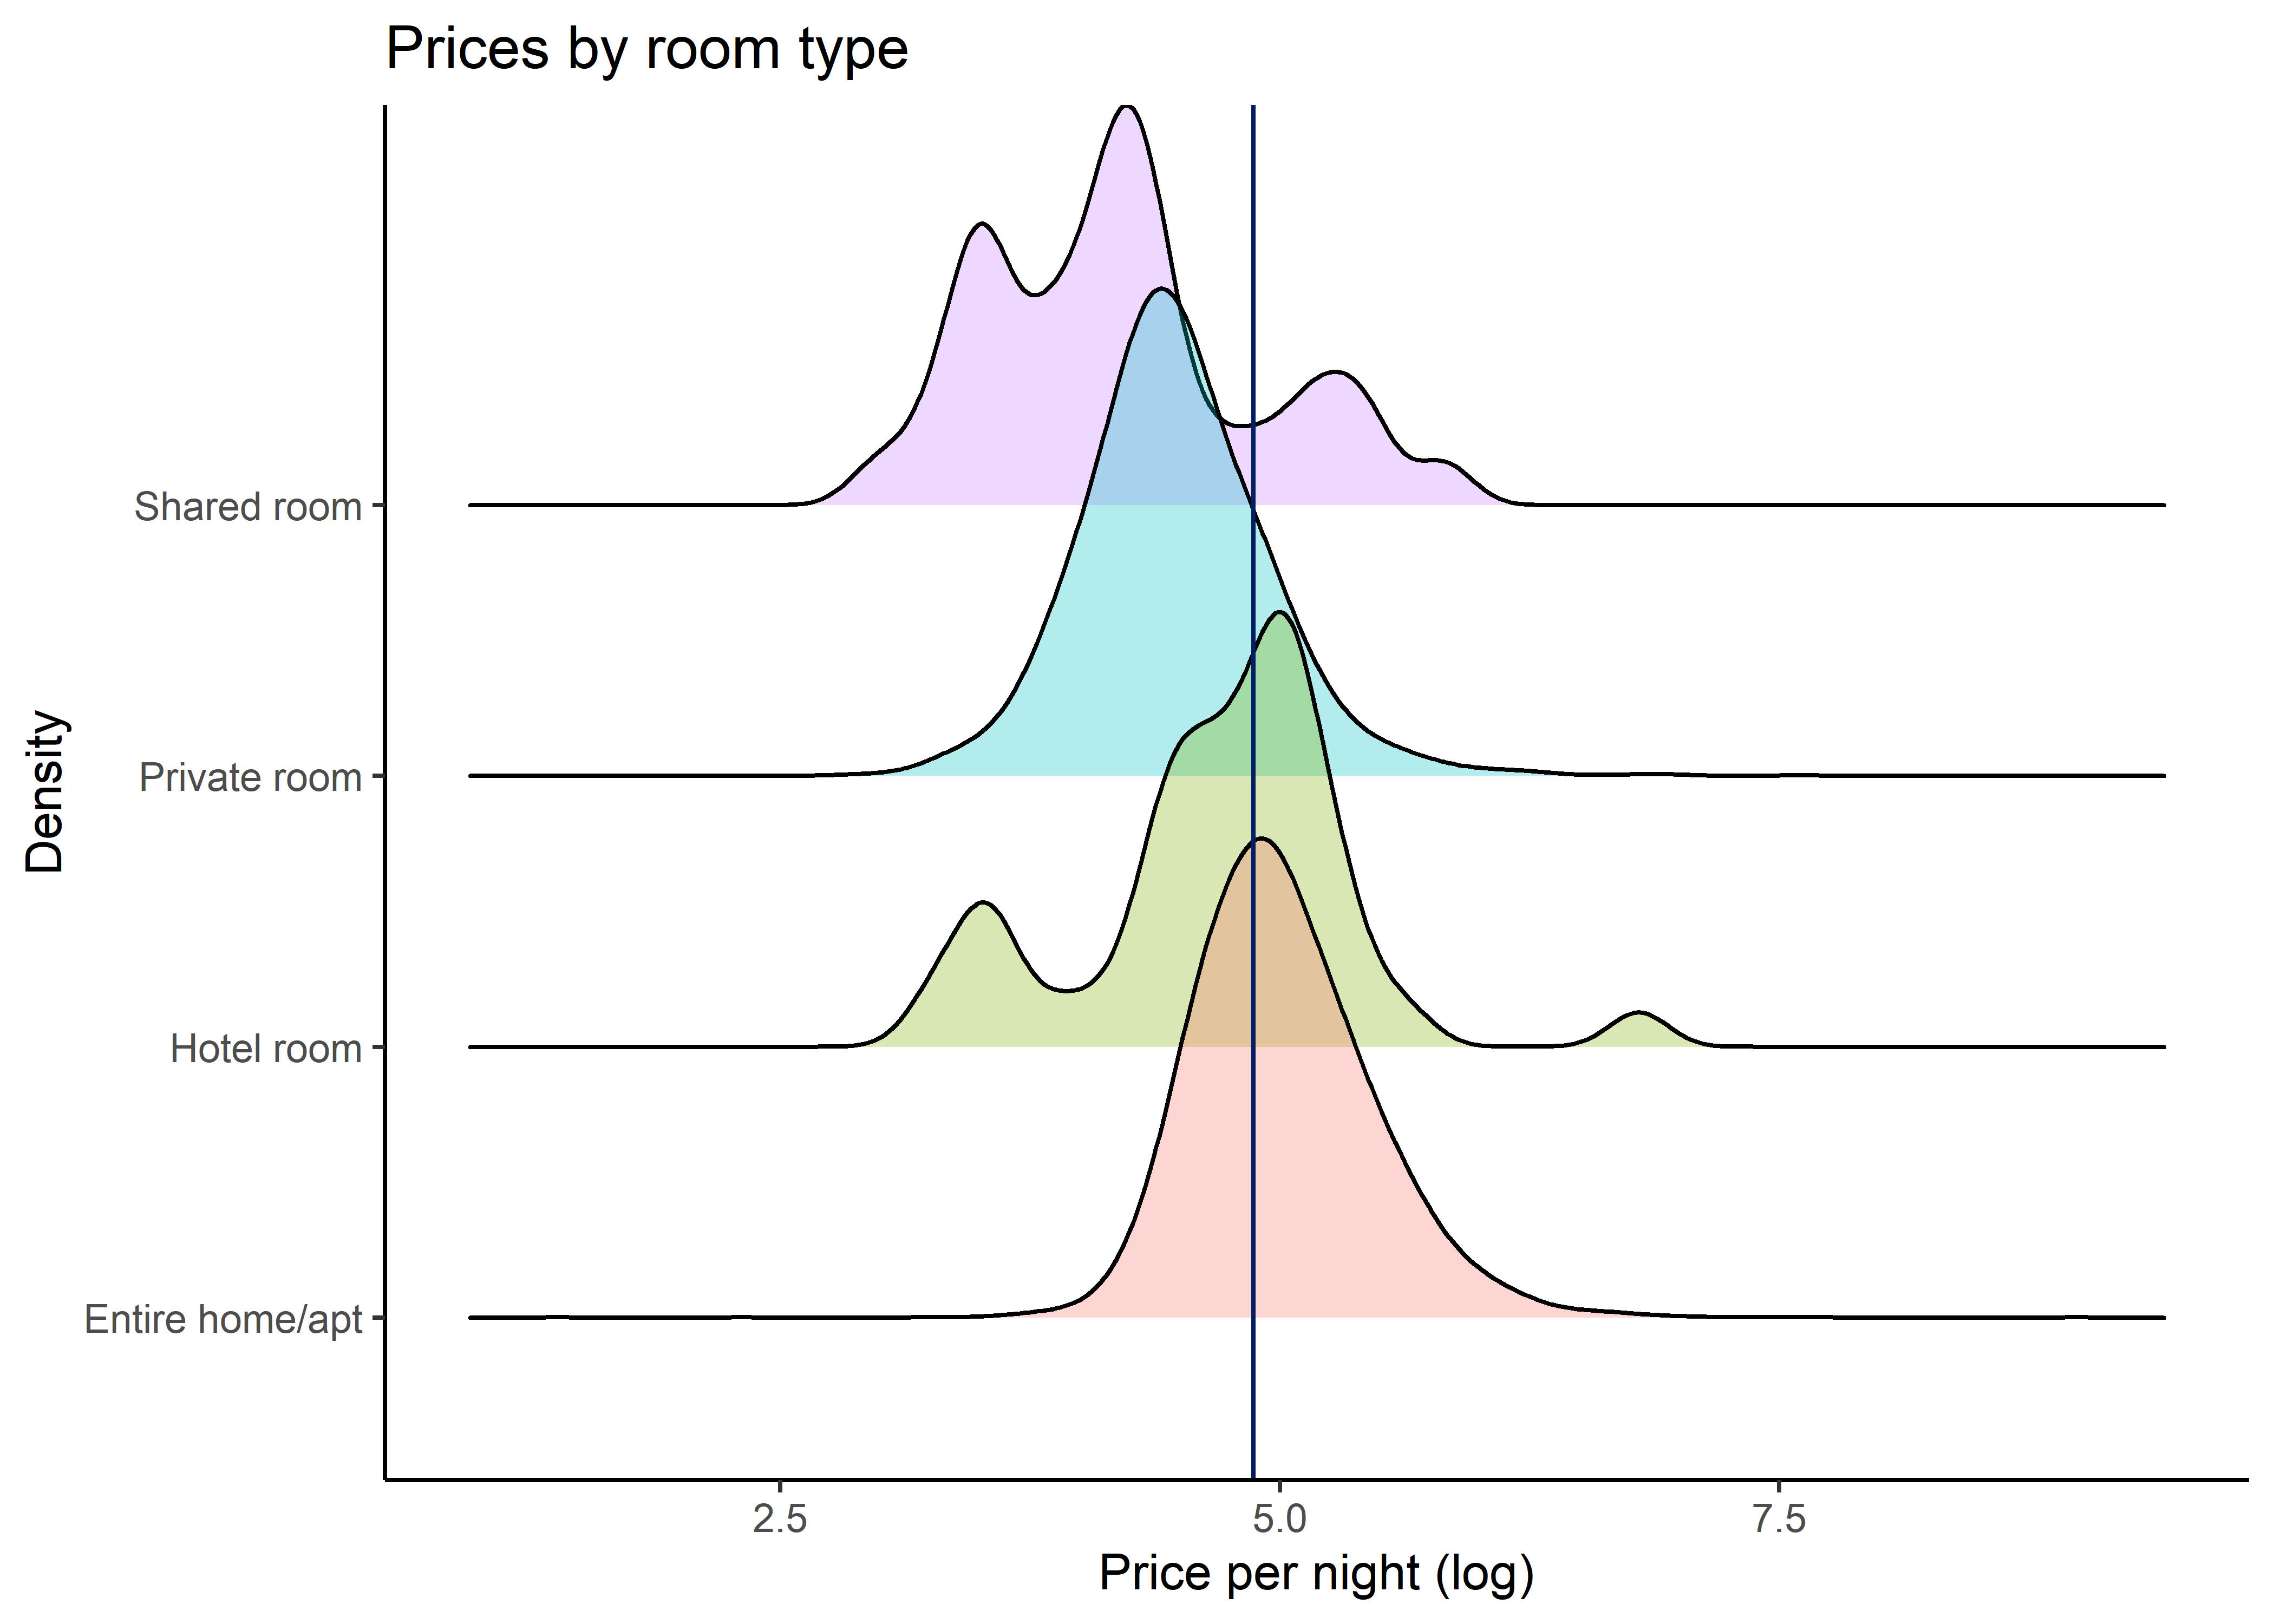 Prices by room type
Density
Shared room
Private room
Hotel room
Entire home/apt
2.5
5.0
7.5
Price per night (log)